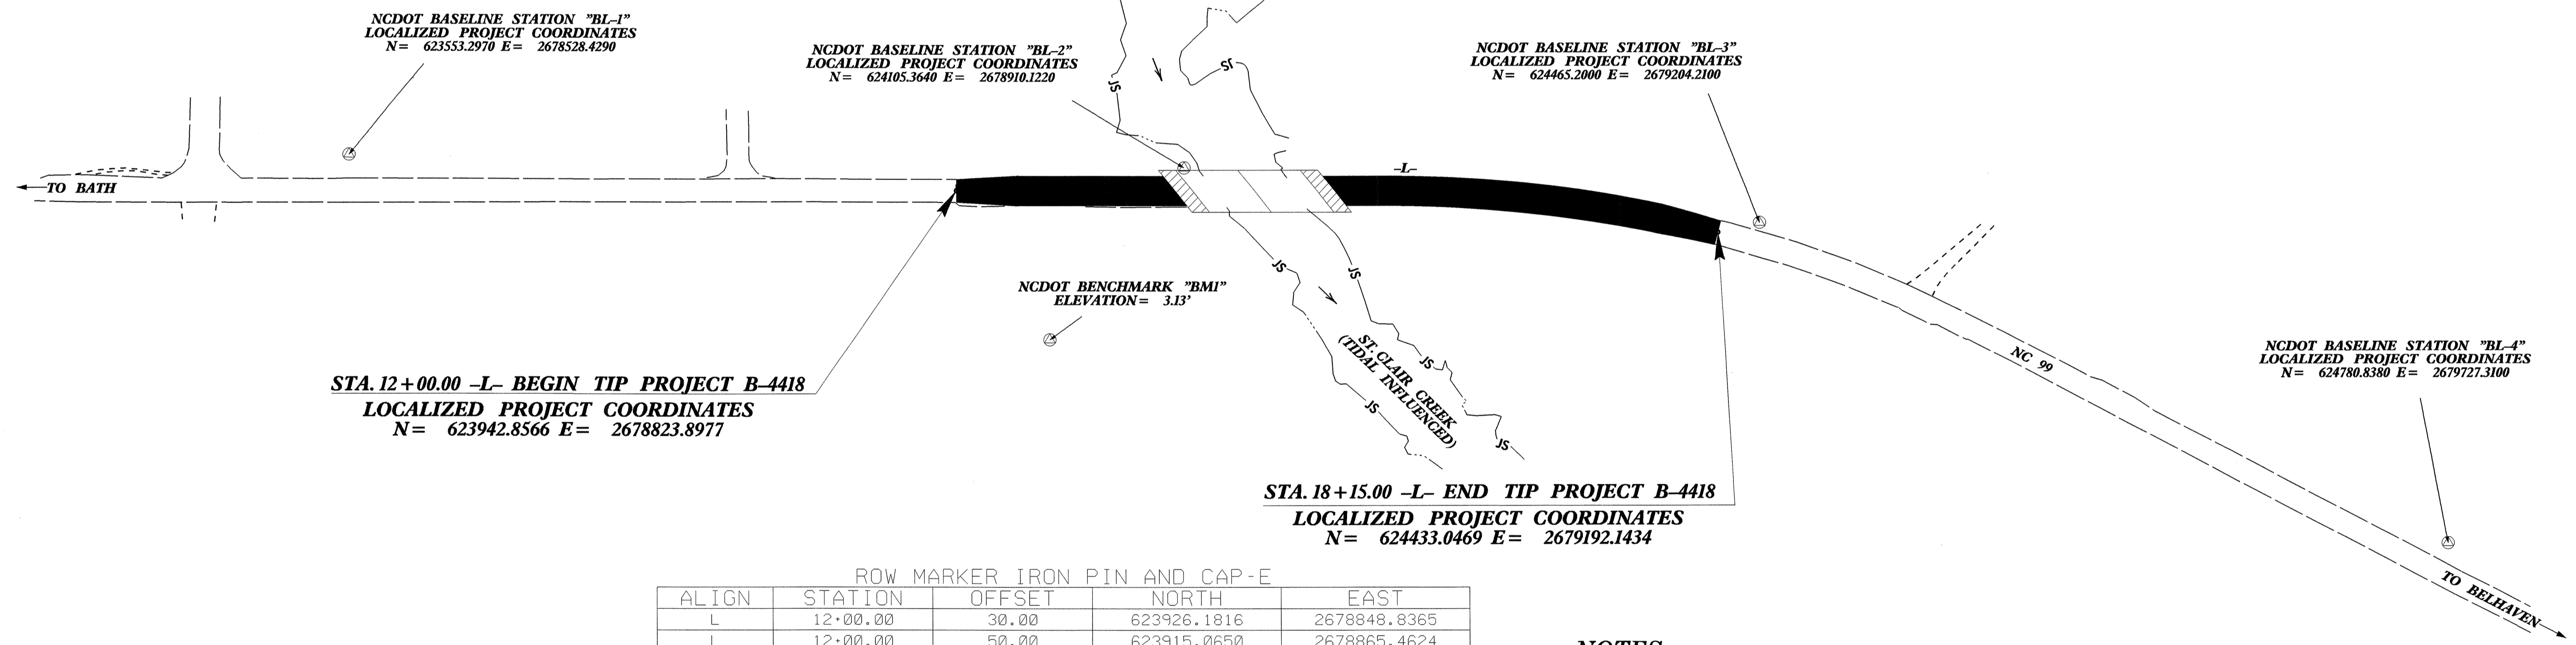 NCDOT BASELINE STATION "BL-1"
LOCALIZED PROJECT COORDINATES
N= 623553.2970 E= 2678528.4290
NCDOT BASELINE STATION "BL-2"
LOCALIZED PROJECT COORDINATES
N= 624105.3640 E= 2678910.1220
NCDOT BASELINE STATION "BL-3"
LOCALIZED PROJECT COORDINATES
N= 624465.2000 E= 2679204.2100
JS
JS
-L-
TO BATH
JS
JS
NCDOT BENCHMARK "BM1"
ELEVATION= 3.13'
ST. CLAIR CREEK
(TIDAL INFLUENCED)
JS
JS
JS
NC 99
NCDOT BASELINE STATION "BL-4"
LOCALIZED PROJECT COORDINATES
N= 624780.8380 E= 2679727.3100
STA. 12+00.00 -L- BEGIN TIP PROJECT B-4418
LOCALIZED PROJECT COORDINATES
N= 623942.8566 E= 2678823.8977
STA. 18+15.00 -L- END TIP PROJECT B-4418
LOCALIZED PROJECT COORDINATES
N= 624433.0469 E= 2679192.1434
TO BELHAVEN
ROW MARKER IRON PIN AND CAP-E
ALIGN STATION OFFSET NORTH EAST
L 12+00.00 30.00 623926.1816 2678848.8365
L 12+00.00 50.00 623915.0650 2678865.4624
NOTES